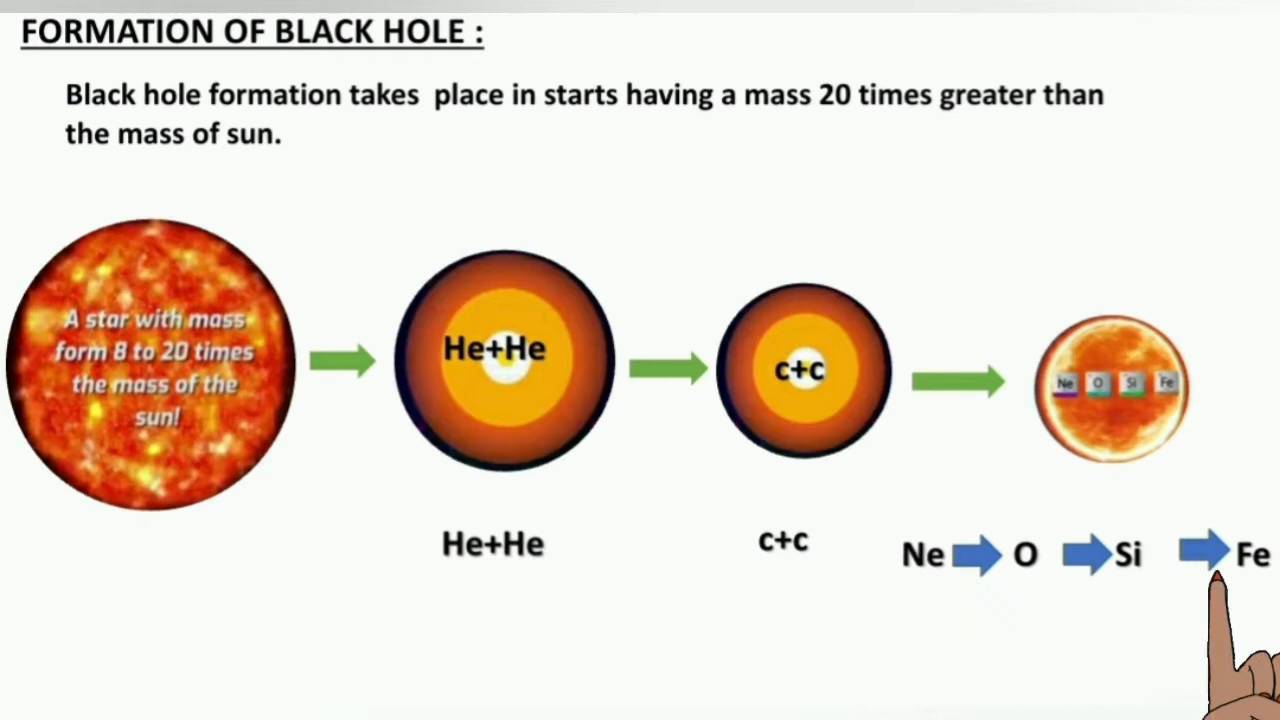 FORMATION OF BLACK HOLE :
Black hole formation takes place in starts having a mass 20 times greater than
the mass of sun.
A star with mass
form 8 to 20 times
the mass of the
sun!
He+He
c+c
Ne O Si Fe
He+He
c+c
Ne O Si Fe